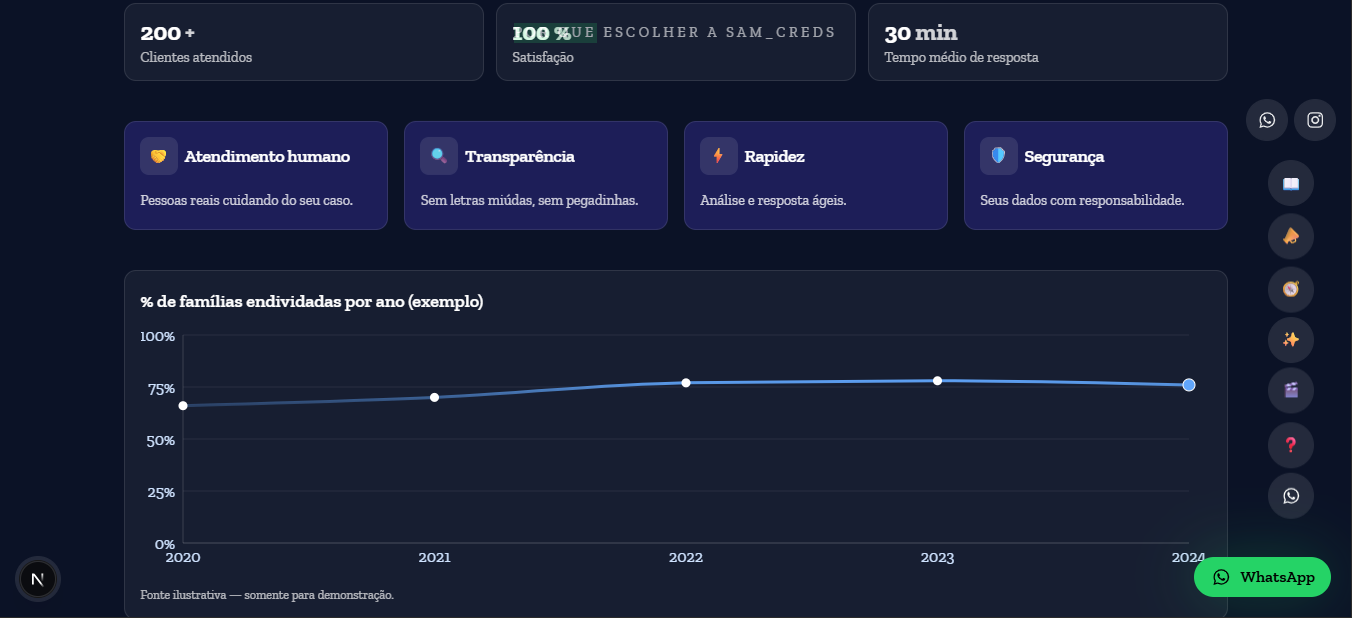 200 +
Clientes atendidos
100 %
QUE ESCOLHER A SAM_CREDS
Satisfação
30 min
Tempo médio de resposta
Atendimento humano
Pessoas reais cuidando do seu caso.
Transparência
Sem letras miúdas, sem pegadinhas.
Rapidez
Análise e resposta ágeis.
Segurança
Seus dados com responsabilidade.
% de famílias endividadas por ano (exemplo)
100%
75%
50%
25%
0%
2020 2021 2022 2023 2024
Fonte ilustrativa — somente para demonstração.
N
WhatsApp